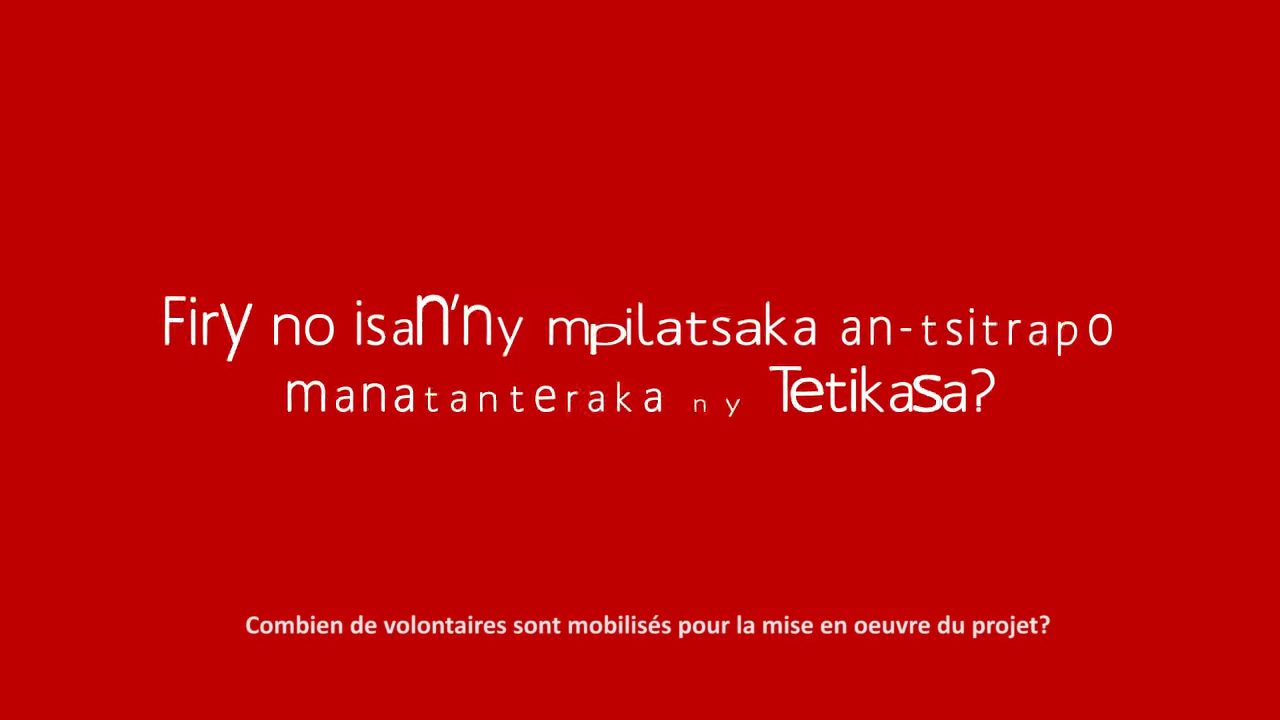 Firy no isan'ny mpilatsaka an-tsitrapo
manatanteraka ny Tetikasa?
Combien de volontaires sont mobilisés pour la mise en oeuvre du projet?